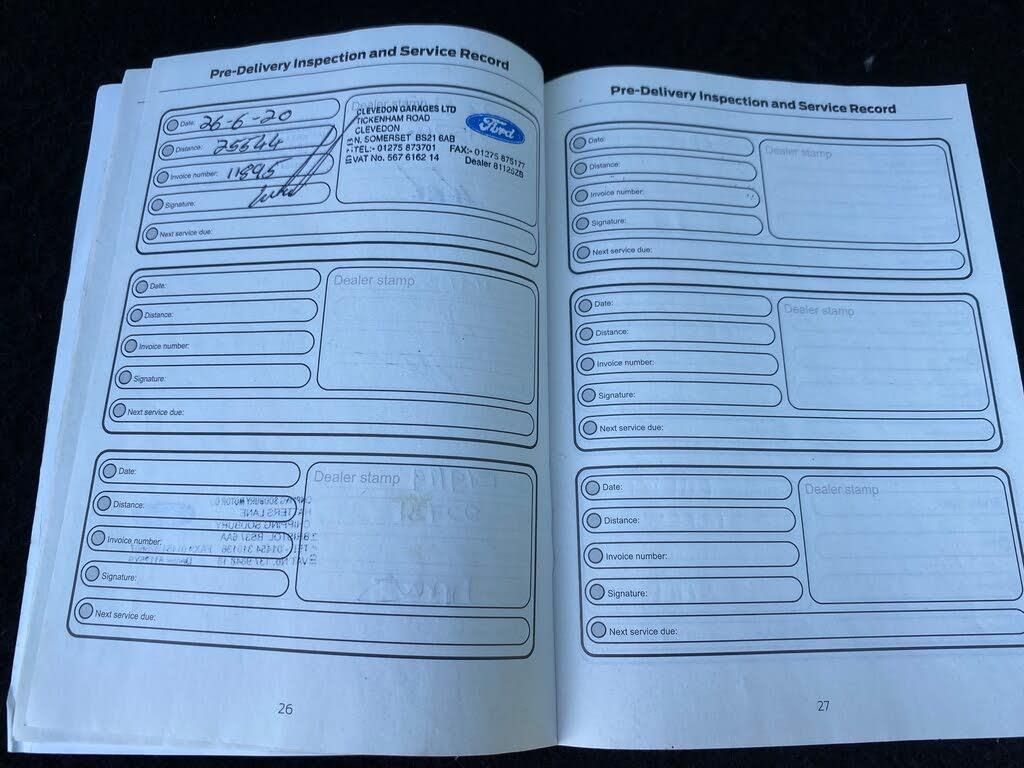 Pre-Delivery Inspection and Service Record
Date: 26-6-20
Distance: 25644
Invoice number: 11895
Signature:
Next service due:
Dealer stamp
CLEVEDON GARAGES LTD
TICKENHAM ROAD
CLEVEDON
N. SOMERSET BS21 6AB
TEL:- 01275 873701 FAX:- 01275 875177
VAT No. 567 6162 14 Dealer 81125ZB
Ford
Date:
Distance:
Invoice number:
Signature:
Next service due:
Dealer stamp
Date:
Distance:
Invoice number:
Signature:
Next service due:
Dealer stamp
26
Pre-Delivery Inspection and Service Record
Date:
Distance:
Invoice number:
Signature:
Next service due:
Dealer stamp
Date:
Distance:
Invoice number:
Signature:
Next service due:
Dealer stamp
Date:
Distance:
Invoice number:
Signature:
Next service due:
Dealer stamp
27